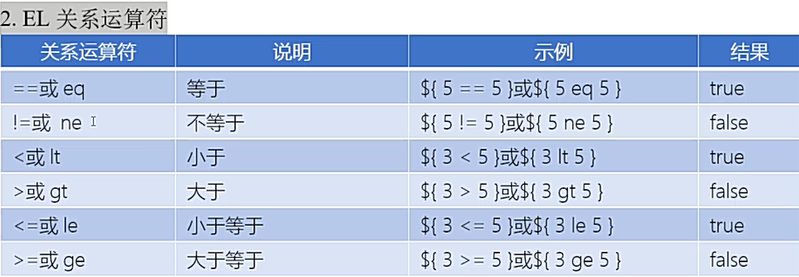 2. EL 关系运算符
关系运算符 说明 示例 结果
==或 eq 等于 ${ 5 == 5 }或${ 5 eq 5 } true
!=或 ne 不等于 ${ 5 != 5 }或${ 5 ne 5 } false
<或 lt 小于 ${ 3 < 5 }或${ 3 lt 5 } true
>或 gt 大于 ${ 3 > 5 }或${ 3 gt 5 } false
<=或 le 小于等于 ${ 3 <= 5 }或${ 3 le 5 } true
>=或 ge 大于等于 ${ 3 >= 5 }或${ 3 ge 5 } false